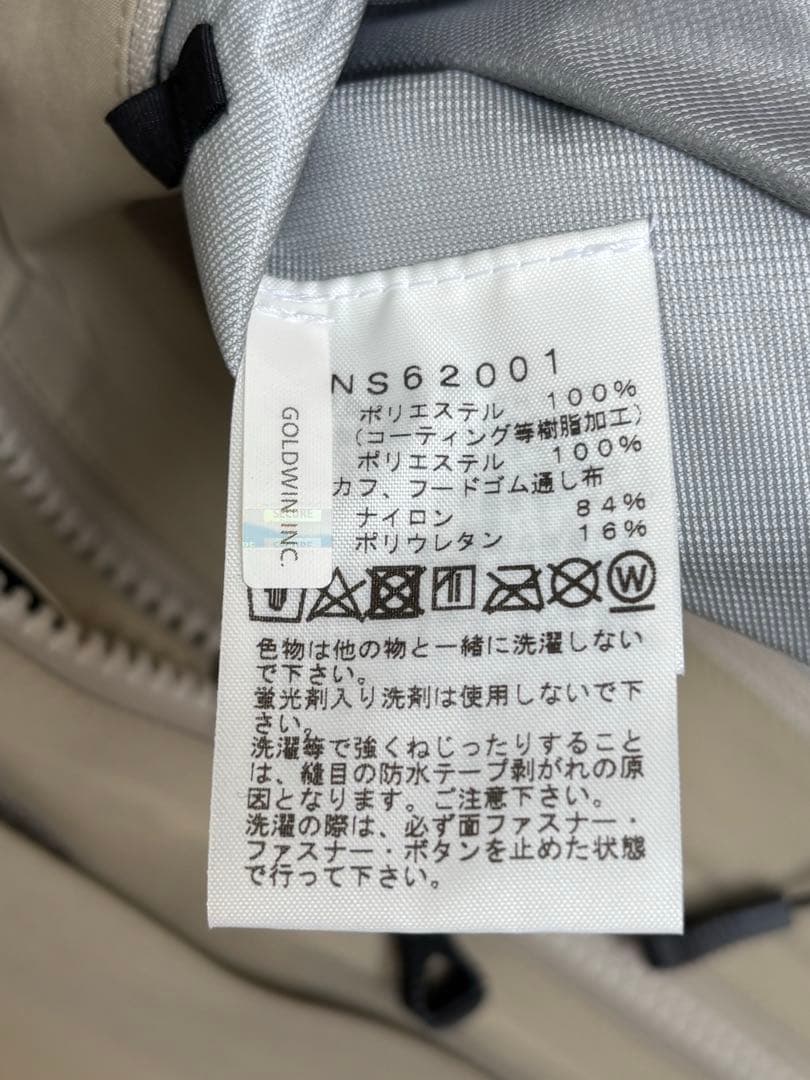 NS62001
ポリエステル 100%
(コーティング等樹脂加工)
ポリエステル 100%
カフ、フードゴム通し布
ナイロン 84%
ポリウレタン 16%
GOLDWIN INC.
SECURE
W
色物は他の物と一緒に洗濯しない
で下さい。
蛍光剤入り洗剤は使用しないで下
さい。
洗濯等で強くねじったりすること
は、縫目の防水テープ剥がれの原
因となります。ご注意下さい。
洗濯の際は、必ず面ファスナー・
ファスナー・ボタンを止めた状態
で行って下さい。